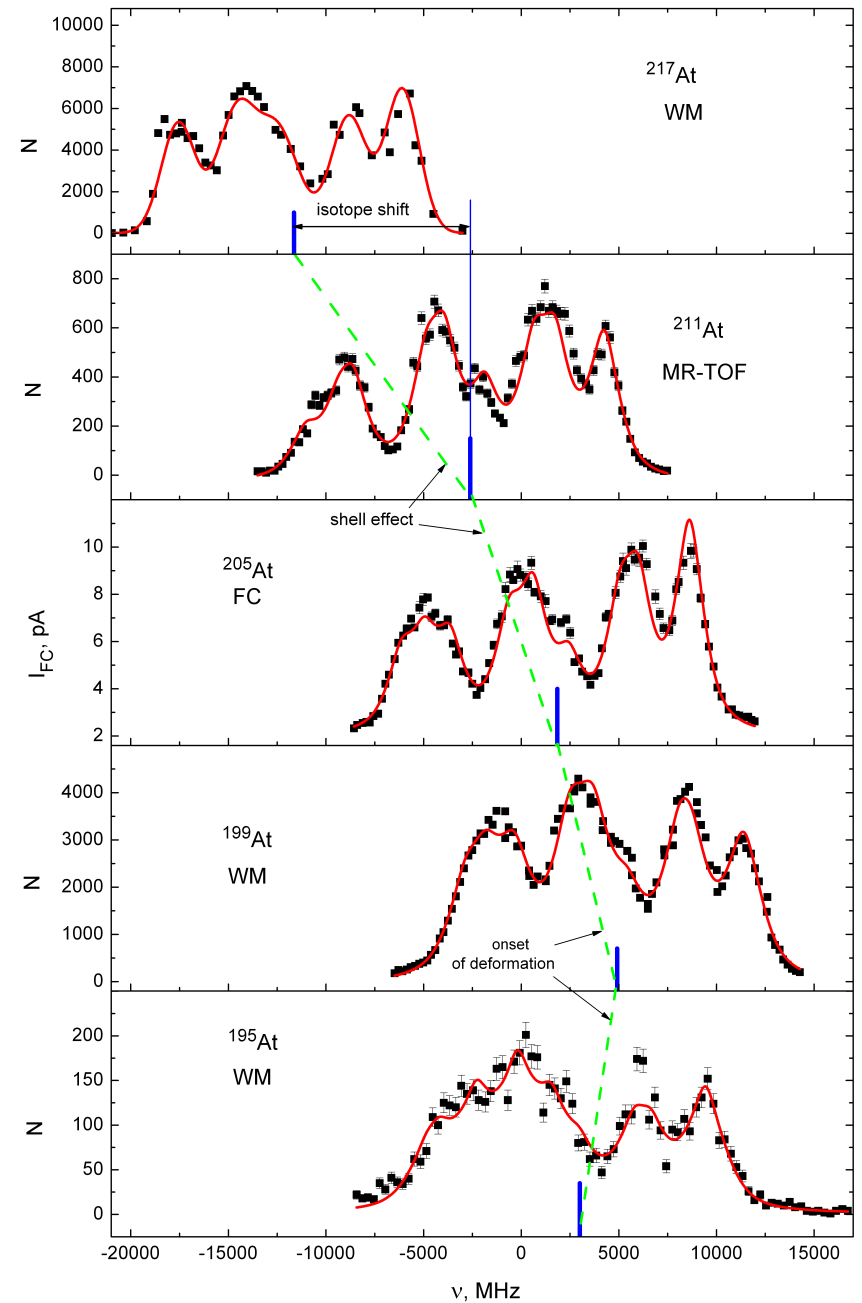 10000
8000
6000
4000
2000
0
N
²¹⁷At
WM
isotope shift
800
600
400
200
0
N
²¹¹At
MR-TOF
shell effect
10
8
6
4
2
I_FC, pA
²⁰⁵At
FC
4000
3000
2000
1000
0
N
¹⁹⁹At
WM
onset
of deformation
200
150
100
50
0
N
¹⁹⁵At
WM
-20000 -15000 -10000 -5000 0 5000 10000 15000
ν, MHz